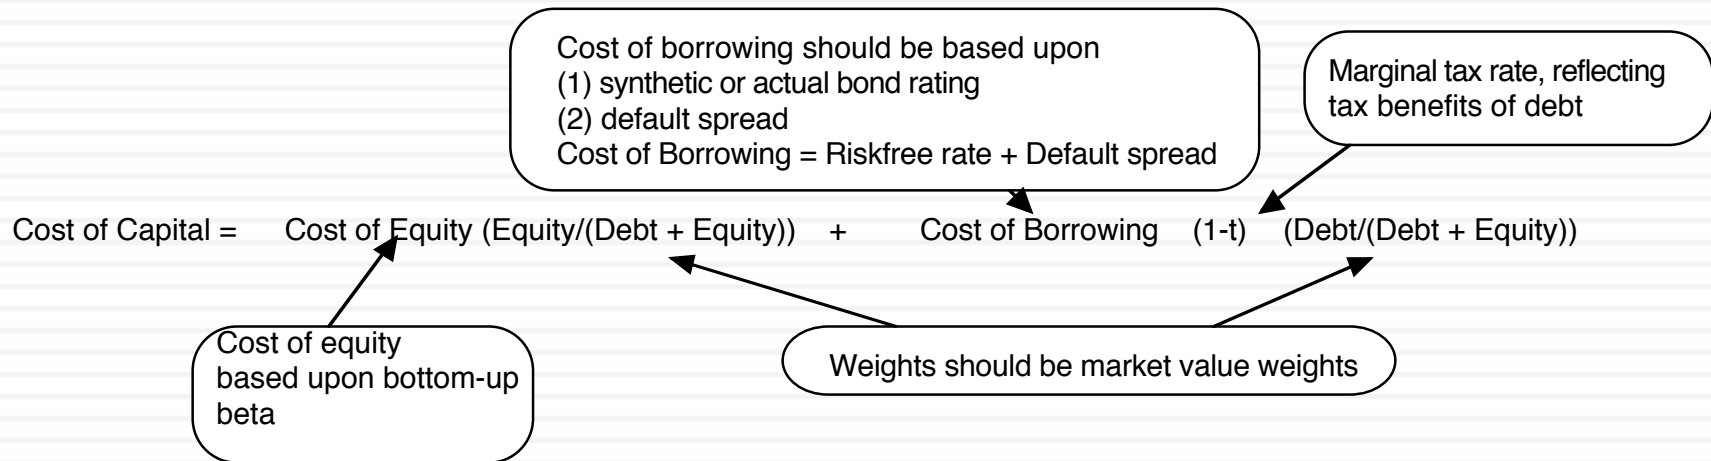 Cost of borrowing should be based upon
(1) synthetic or actual bond rating
(2) default spread
Cost of Borrowing = Riskfree rate + Default spread
Marginal tax rate, reflecting
tax benefits of debt
Cost of Capital = Cost of Equity (Equity/(Debt + Equity)) + Cost of Borrowing (1-t) (Debt/(Debt + Equity))
Cost of equity
based upon bottom-up
beta
Weights should be market value weights